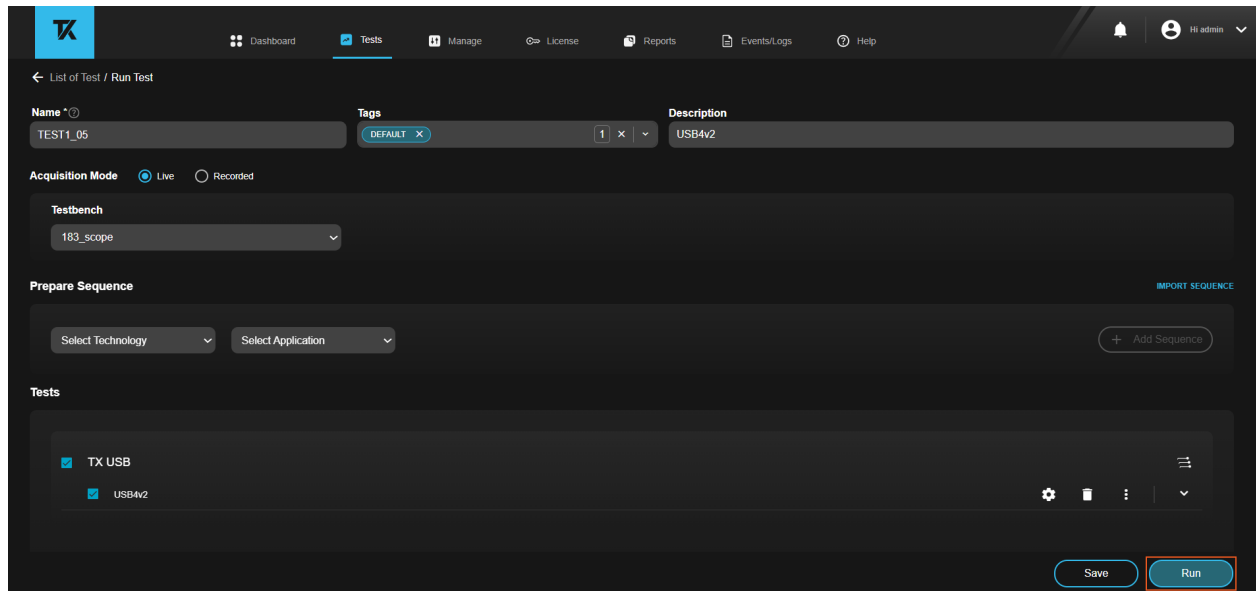 TK
Dashboard Tests Manage License Reports Events/Logs ? Help Hi admin
List of Test / Run Test
Name * ? Tags Description
TEST1_05 DEFAULT 1 USB4v2
Acquisition Mode Live Recorded
Testbench
183_scope
Prepare Sequence IMPORT SEQUENCE
Select Technology Select Application + Add Sequence
Tests
TX USB
USB4v2
Save Run